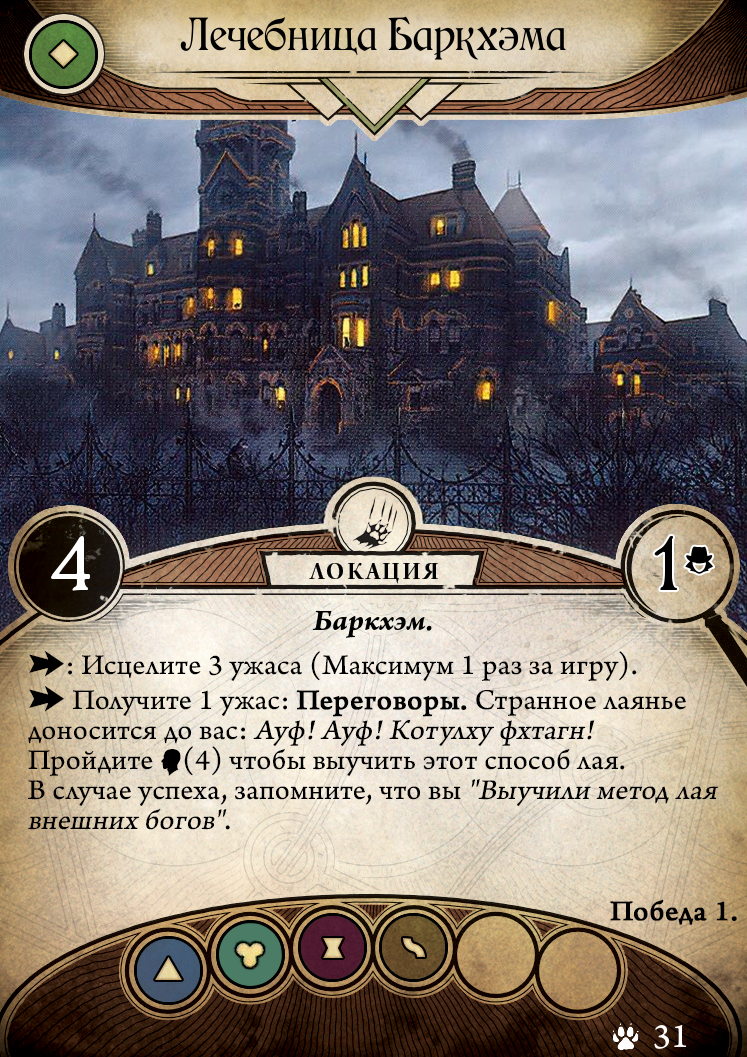 Лечебница Баркхэма
4
1
ЛОКАЦИЯ
Баркхэм.
: Исцелите 3 ужаса (Максимум 1 раз за игру).
Получите 1 ужас: Переговоры. Странное лаянье
доносится до вас: Ауф! Ауф! Котулху фхтагн!
Пройдите (4) чтобы выучить этот способ лая.
В случае успеха, запомните, что вы "Выучили метод лая
внешних богов".
Победа 1.
31